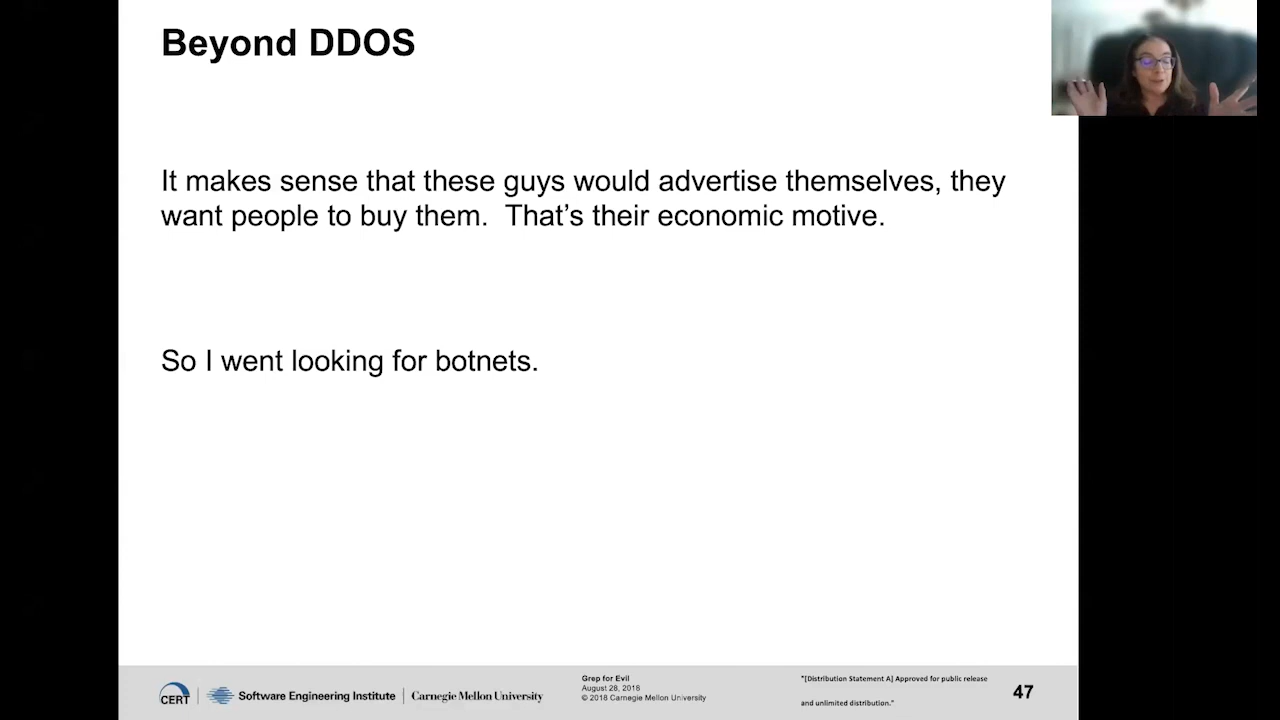 Beyond DDOS
It makes sense that these guys would advertise themselves, they
want people to buy them.  That’s their economic motive.
So I went looking for botnets.
CERT
Software Engineering Institute
Carnegie Mellon University
Grep for Evil
August 28, 2018
© 2018 Carnegie Mellon University
"[Distribution Statement A] Approved for public release
and unlimited distribution."
47